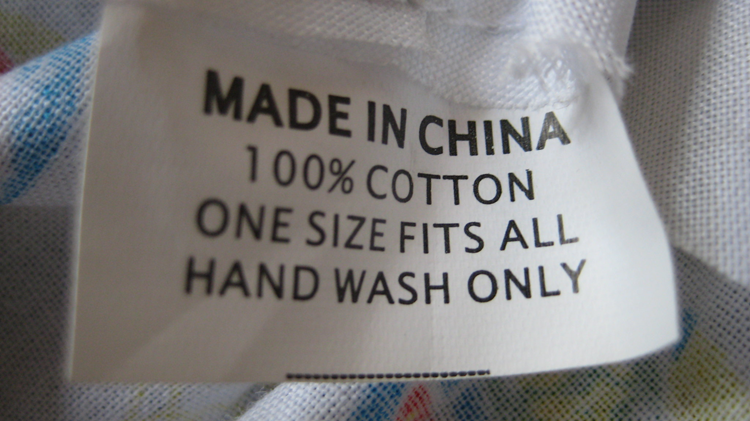 MADE IN CHINA
100% COTTON
ONE SIZE FITS ALL
HAND WASH ONLY